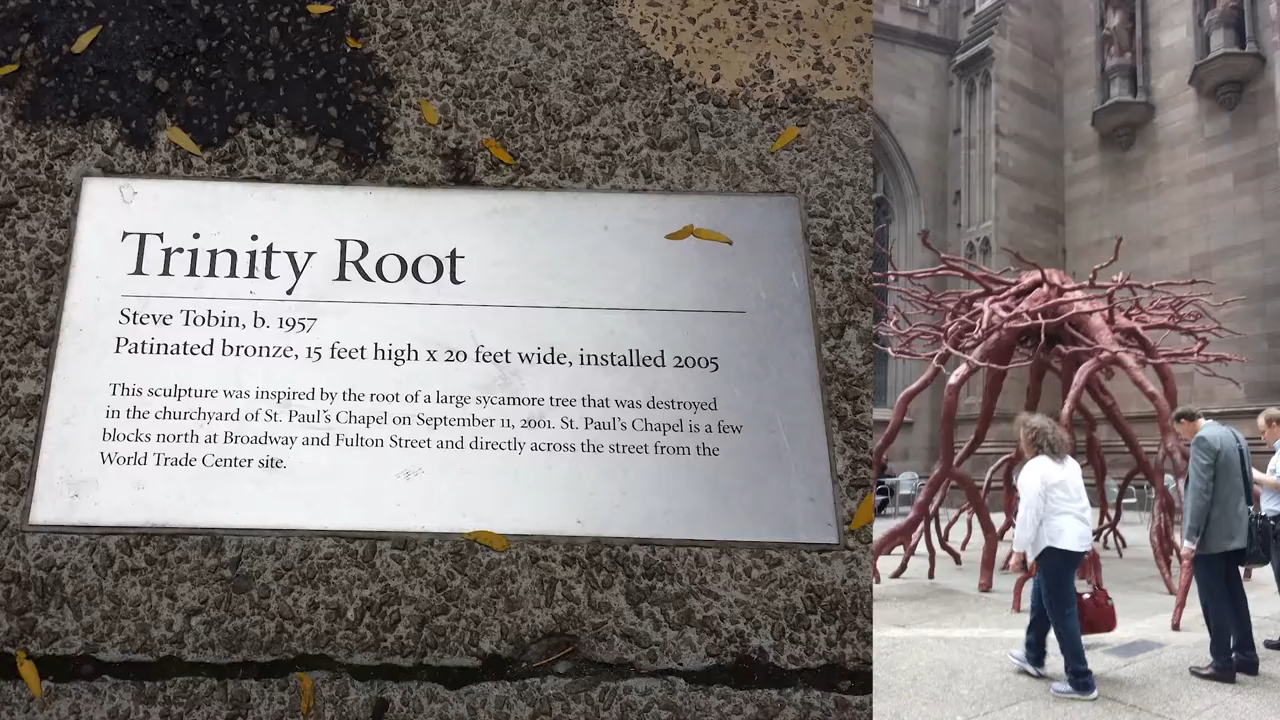 Trinity Root
Steve Tobin, b. 1957
Patinated bronze, 15 feet high x 20 feet wide, installed 2005
This sculpture was inspired by the root of a large sycamore tree that was destroyed
in the churchyard of St. Paul's Chapel on September 11, 2001. St. Paul's Chapel is a few
blocks north at Broadway and Fulton Street and directly across the street from the
World Trade Center site.